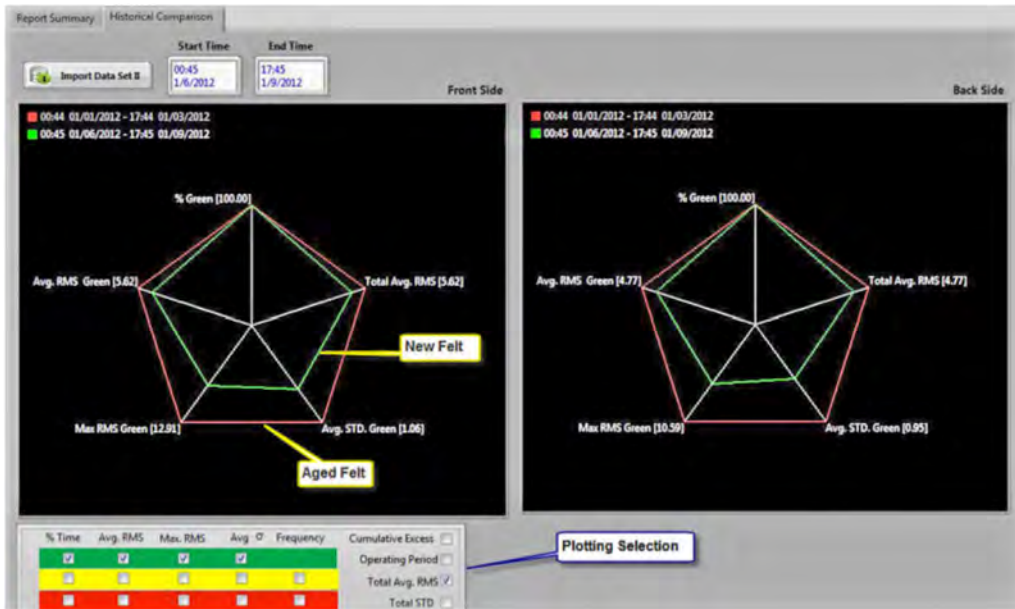 Report Summary Historical Comparison
Start Time End Time
Import Data Set B
00:45
1/6/2012
17:45
1/9/2012
Front Side
00:44 01/01/2012 - 17:44 01/03/2012
00:45 01/06/2012 - 17:45 01/09/2012
% Green [100.00]
Avg. RMS Green [5.62]
Total Avg. RMS [5.62]
New Felt
Max RMS Green [12.91]
Avg. STD. Green [1.06]
Aged Felt
Back Side
00:44 01/01/2012 - 17:44 01/03/2012
00:45 01/06/2012 - 17:45 01/09/2012
% Green [100.00]
Avg. RMS Green [4.77]
Total Avg. RMS [4.77]
Max RMS Green [10.59]
Avg. STD. Green [0.95]
% Time Avg. RMS Max. RMS Avg σ Frequency
Cumulative Excess
Operating Period
Total Avg. RMS
Total STD
Plotting Selection